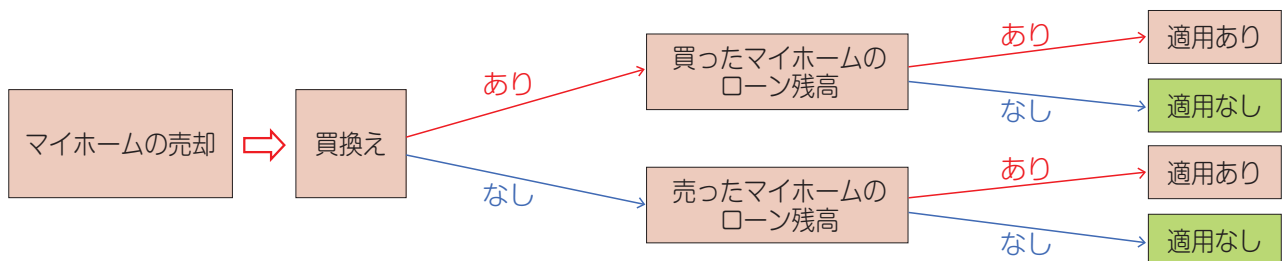 マイホームの売却
買換え
あり
なし
買ったマイホームの
ローン残高
あり
なし
適用あり
適用なし
売ったマイホームの
ローン残高
あり
なし
適用あり
適用なし